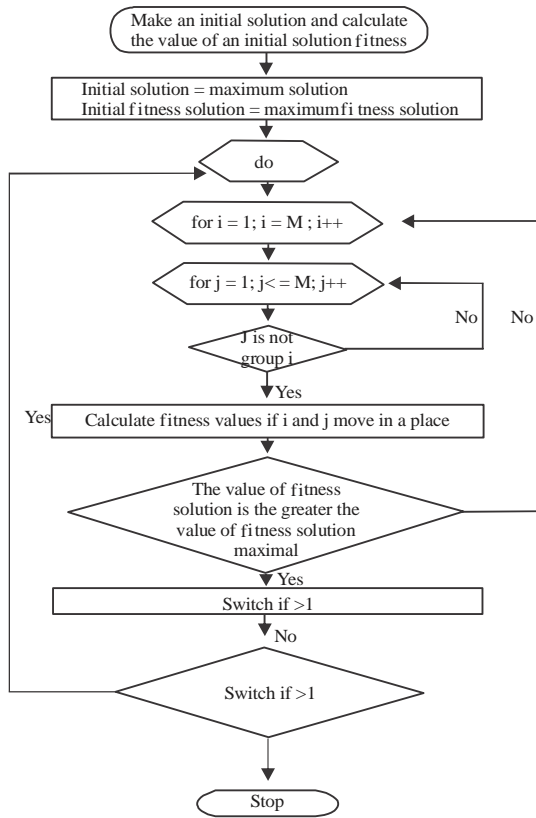 Make an initial solution and calculate
the value of an initial solution fitness
Initial solution = maximum solution
Initial fitness solution = maximum fi tness solution
do
for i = 1; i = M ; i++
for j = 1; j< = M; j++
No
No
J is not
group i
Yes
Yes
Calculate fitness values if i and j move in a place
The value of fitness
solution is the greater the
value of fitness solution
maximal
Yes
Switch if >1
No
Switch if >1
Stop